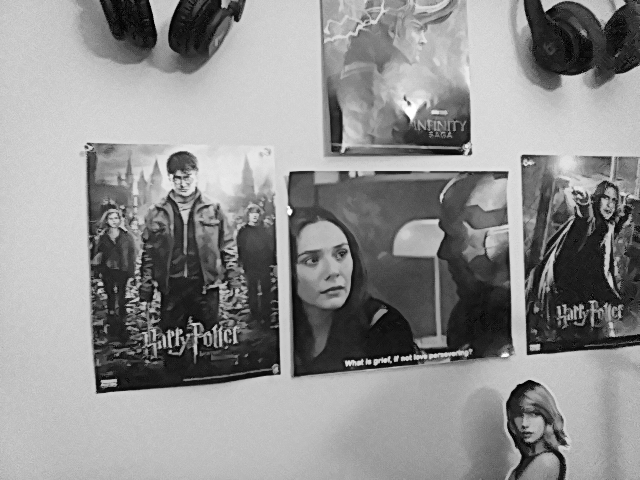 INFINITY
SAGA
Harry Potter
What is grief, if not love persevering?
Harry Potter